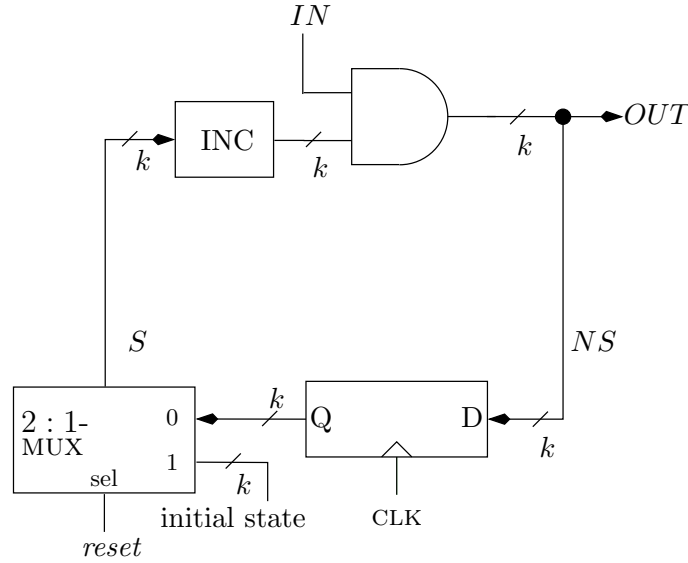 IN
OUT
INC
k
k
k
S
NS
k
Q
D
k
2 : 1-
MUX
0
1
sel
k
initial state
CLK
reset